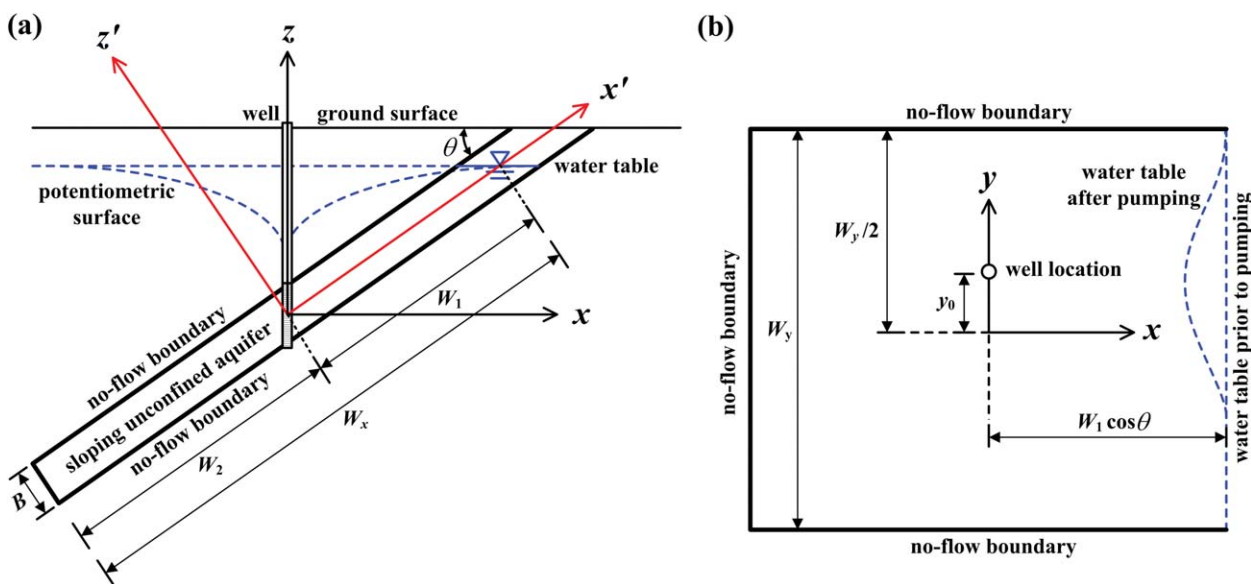 (a)
z′
z
x′
well
ground surface
θ
water table
potentiometric
surface
W₁
x
no-flow boundary
sloping unconfined aquifer
no-flow boundary
Wₓ
W₂
B
(b)
no-flow boundary
y
water table
after pumping
W_y/2
well location
y₀
W_y
x
no-flow boundary
water table prior to pumping
W₁ cosθ
no-flow boundary